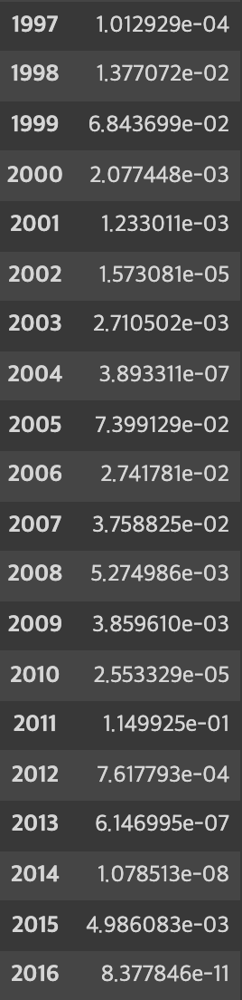 1997 1.012929e-04
1998 1.377072e-02
1999 6.843699e-02
2000 2.077448e-03
2001 1.233011e-03
2002 1.573081e-05
2003 2.710502e-03
2004 3.893311e-07
2005 7.399129e-02
2006 2.741781e-02
2007 3.758825e-02
2008 5.274986e-03
2009 3.859610e-03
2010 2.553329e-05
2011 1.149925e-01
2012 7.617793e-04
2013 6.146995e-07
2014 1.078513e-08
2015 4.986083e-03
2016 8.377846e-11